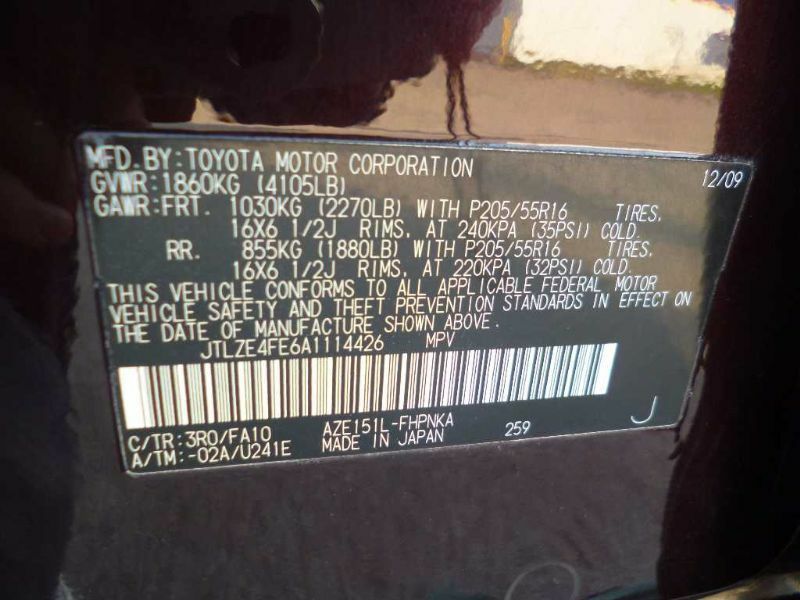 MFD. BY: TOYOTA MOTOR CORPORATION 12/09
GVWR: 1860KG (4105LB)
GAWR: FRT. 1030KG (2270LB) WITH P205/55R16 TIRES,
16X6 1/2J RIMS, AT 240KPA (35PSI) COLD.
RR. 855KG (1880LB) WITH P205/55R16 TIRES,
16X6 1/2J RIMS, AT 220KPA (32PSI) COLD.
THIS VEHICLE CONFORMS TO ALL APPLICABLE FEDERAL MOTOR
VEHICLE SAFETY AND THEFT PREVENTION STANDARDS IN EFFECT ON
THE DATE OF MANUFACTURE SHOWN ABOVE.
JTLZE4FE6A1114426 MPV
C/TR: 3R0/FA10 AZE151L-FHPNKA 259 J
A/TM: -02A/U241E MADE IN JAPAN